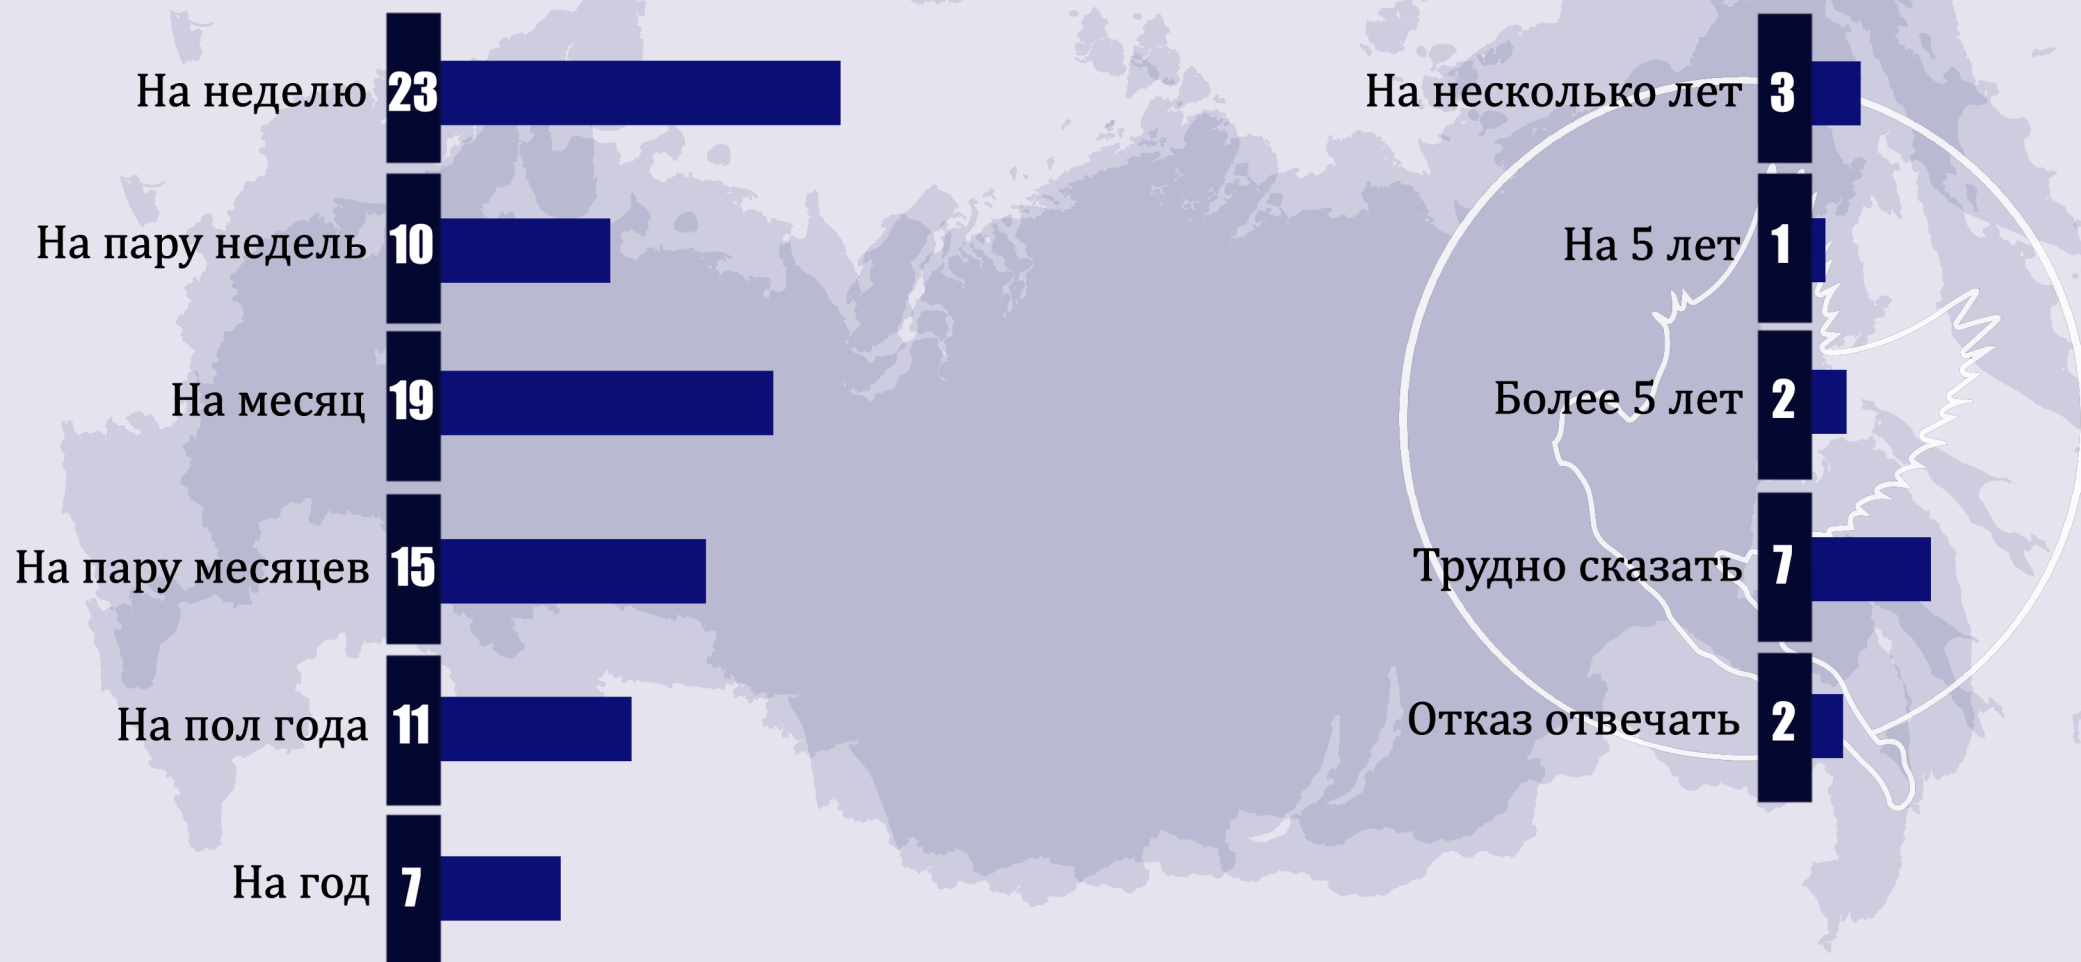 На неделю 23
На пару недель 10
На месяц 19
На пару месяцев 15
На пол года 11
На год 7
На несколько лет 3
На 5 лет 1
Более 5 лет 2
Трудно сказать 7
Отказ отвечать 2